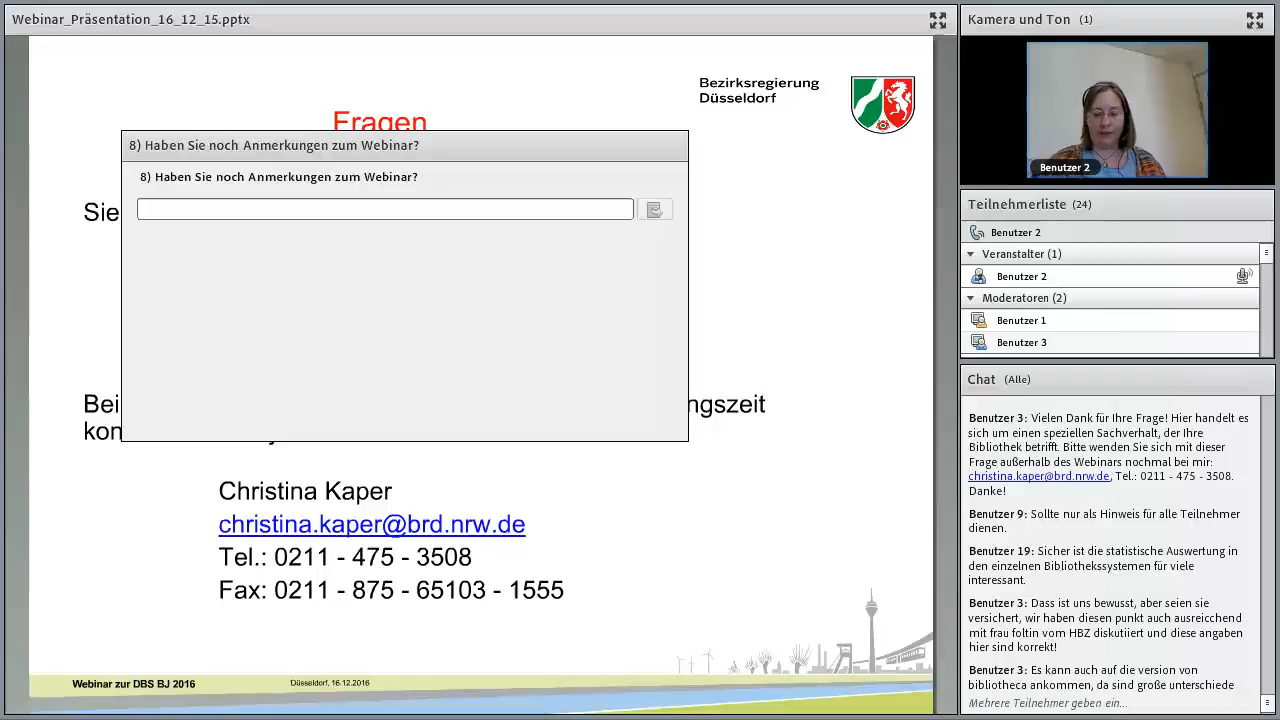 Webinar_Präsentation_16_12_15.pptx
Bezirksregierung
Düsseldorf
Fragen
8) Haben Sie noch Anmerkungen zum Webinar?
8) Haben Sie noch Anmerkungen zum Webinar?
Sie
Bei
ngszeit
kon
Christina Kaper
christina.kaper@brd.nrw.de
Tel.: 0211 - 475 - 3508
Fax: 0211 - 875 - 65103 - 1555
Webinar zur DBS BJ 2016
Düsseldorf, 16.12.2016
Kamera und Ton (1)
Benutzer 2
Teilnehmerliste (24)
Benutzer 2
Veranstalter (1)
Benutzer 2
Moderatoren (2)
Benutzer 1
Benutzer 3
Chat (Alle)
Benutzer 3: Vielen Dank für Ihre Frage! Hier handelt es
sich um einen speziellen Sachverhalt, der Ihre
Bibliothek betrifft. Bitte wenden Sie sich mit dieser
Frage außerhalb des Webinars nochmal bei mir:
christina.kaper@brd.nrw.de, Tel.: 0211 - 475 - 3508.
Danke!
Benutzer 9: Sollte nur als Hinweis für alle Teilnehmer
dienen.
Benutzer 19: Sicher ist die statistische Auswertung in
den einzelnen Bibliothekssystemen für viele
interessant.
Benutzer 3: Dass ist uns bewusst, aber seien sie
versichert, wir haben diesen punkt auch ausreicchend
mit frau foltin vom HBZ diskutiiert und diese angaben
hier sind korrekt!
Benutzer 3: Es kann auch auf die version von
bibliotheca ankommen, da sind große unterschiede
Mehrere Teilnehmer geben ein...